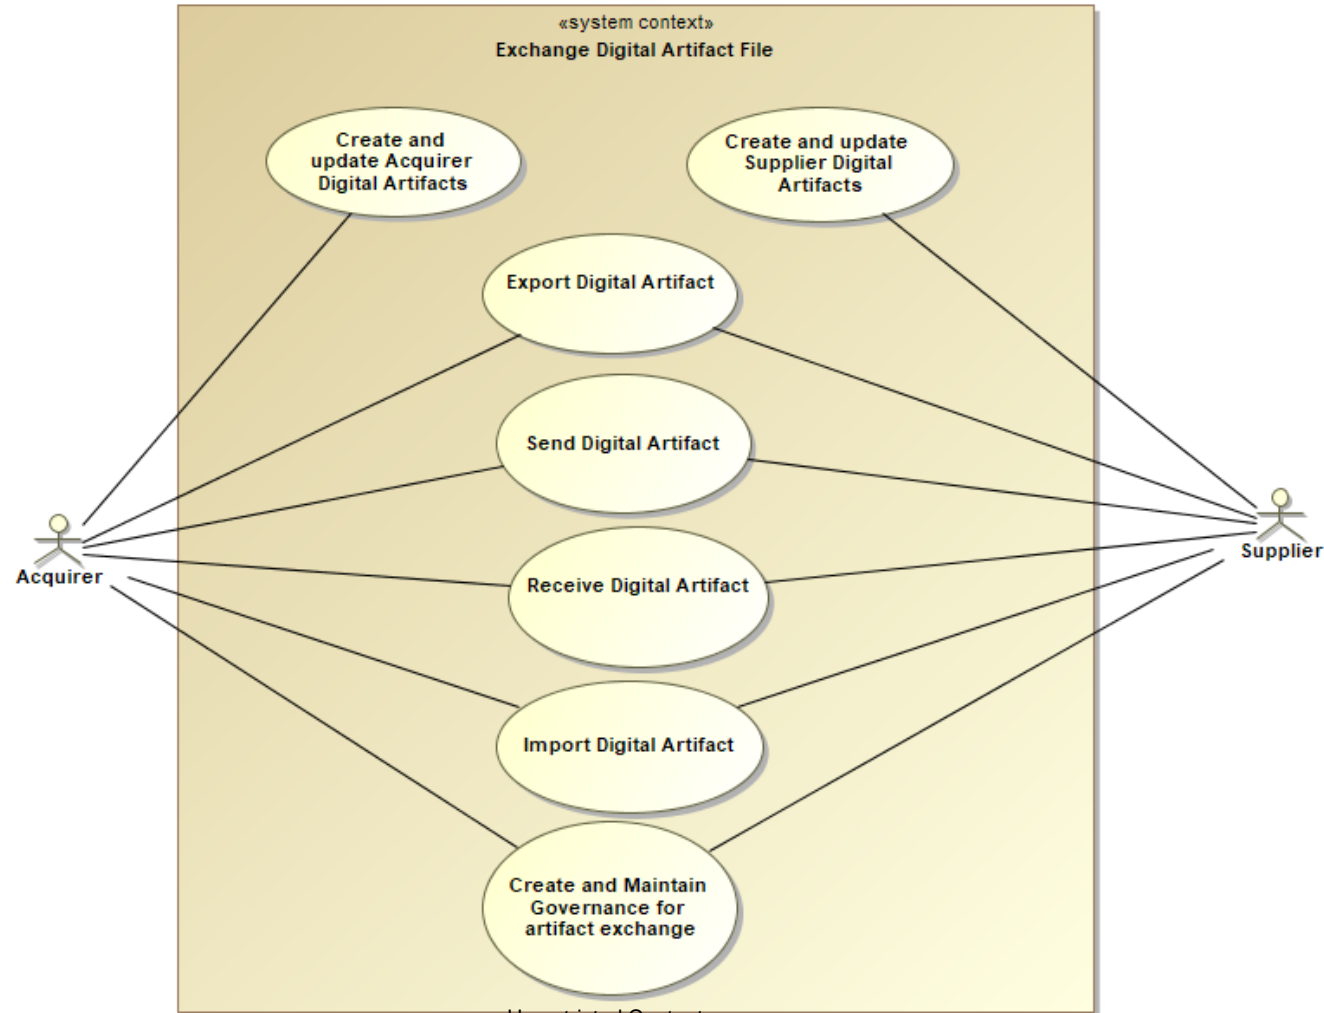 «system context»
Exchange Digital Artifact File
Create and
update Acquirer
Digital Artifacts
Create and update
Supplier Digital
Artifacts
Export Digital Artifact
Send Digital Artifact
Receive Digital Artifact
Acquirer
Supplier
Import Digital Artifact
Create and Maintain
Governance for
artifact exchange